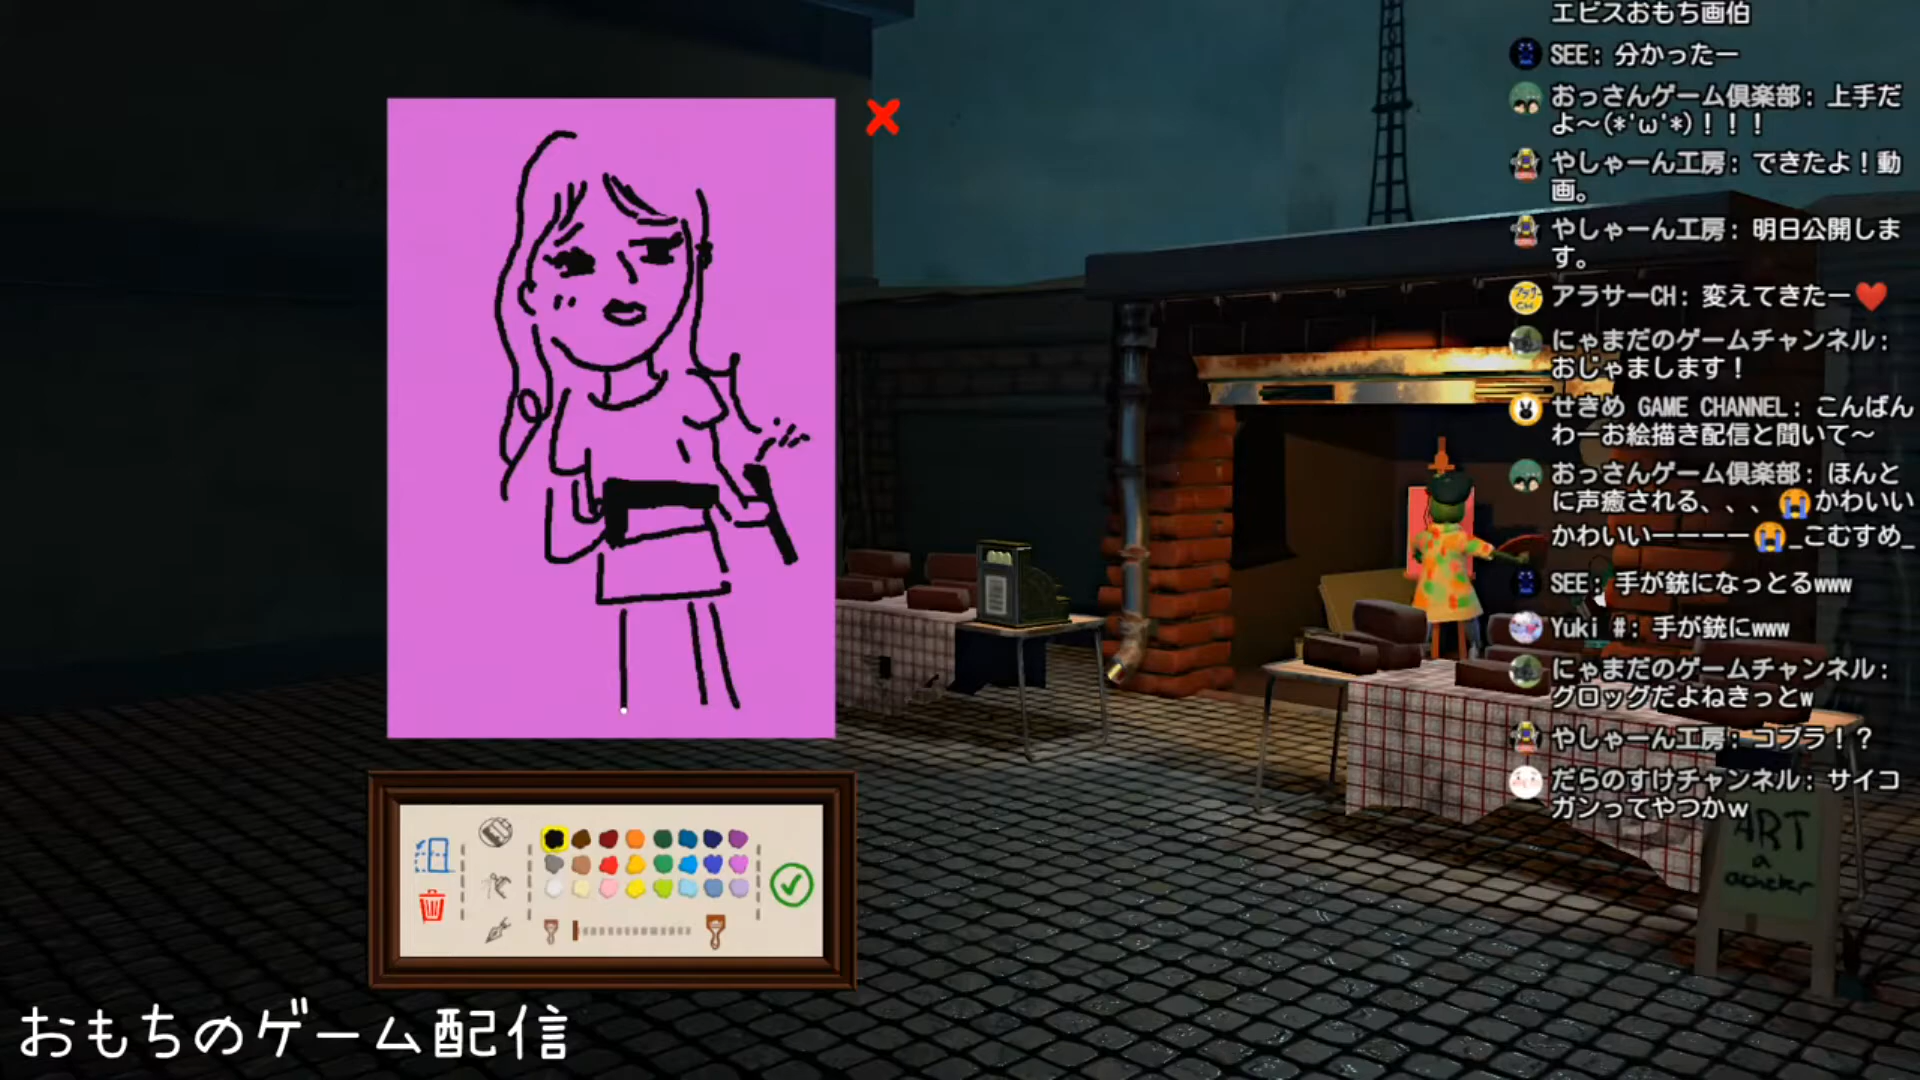 エビスおもち画伯
SEE: 分かったー
おっさんゲーム倶楽部: 上手だ
よ〜(*'ω'*)！！！
やしゃーん工房: できたよ！動
画。
やしゃーん工房: 明日公開しま
す。
アラサーCH: 変えてきたー❤️
にゃまだのゲームチャンネル:
おじゃまします！
せきめ GAME CHANNEL: こんばん
わーお絵描き配信と聞いて〜
おっさんゲーム倶楽部: ほんと
に声癒される、、、😭かわいい
かわいいーーーー😭_こむすめ_
SEE: 手が銃になっとるwww
Yuki #: 手が銃にwww
にゃまだのゲームチャンネル:
グロッグだよねきっとw
やしゃーん工房: コブラ！？
だらのすけチャンネル: サイコ
ガンってやつかｗ
ART
a
acheter
おもちのゲーム配信